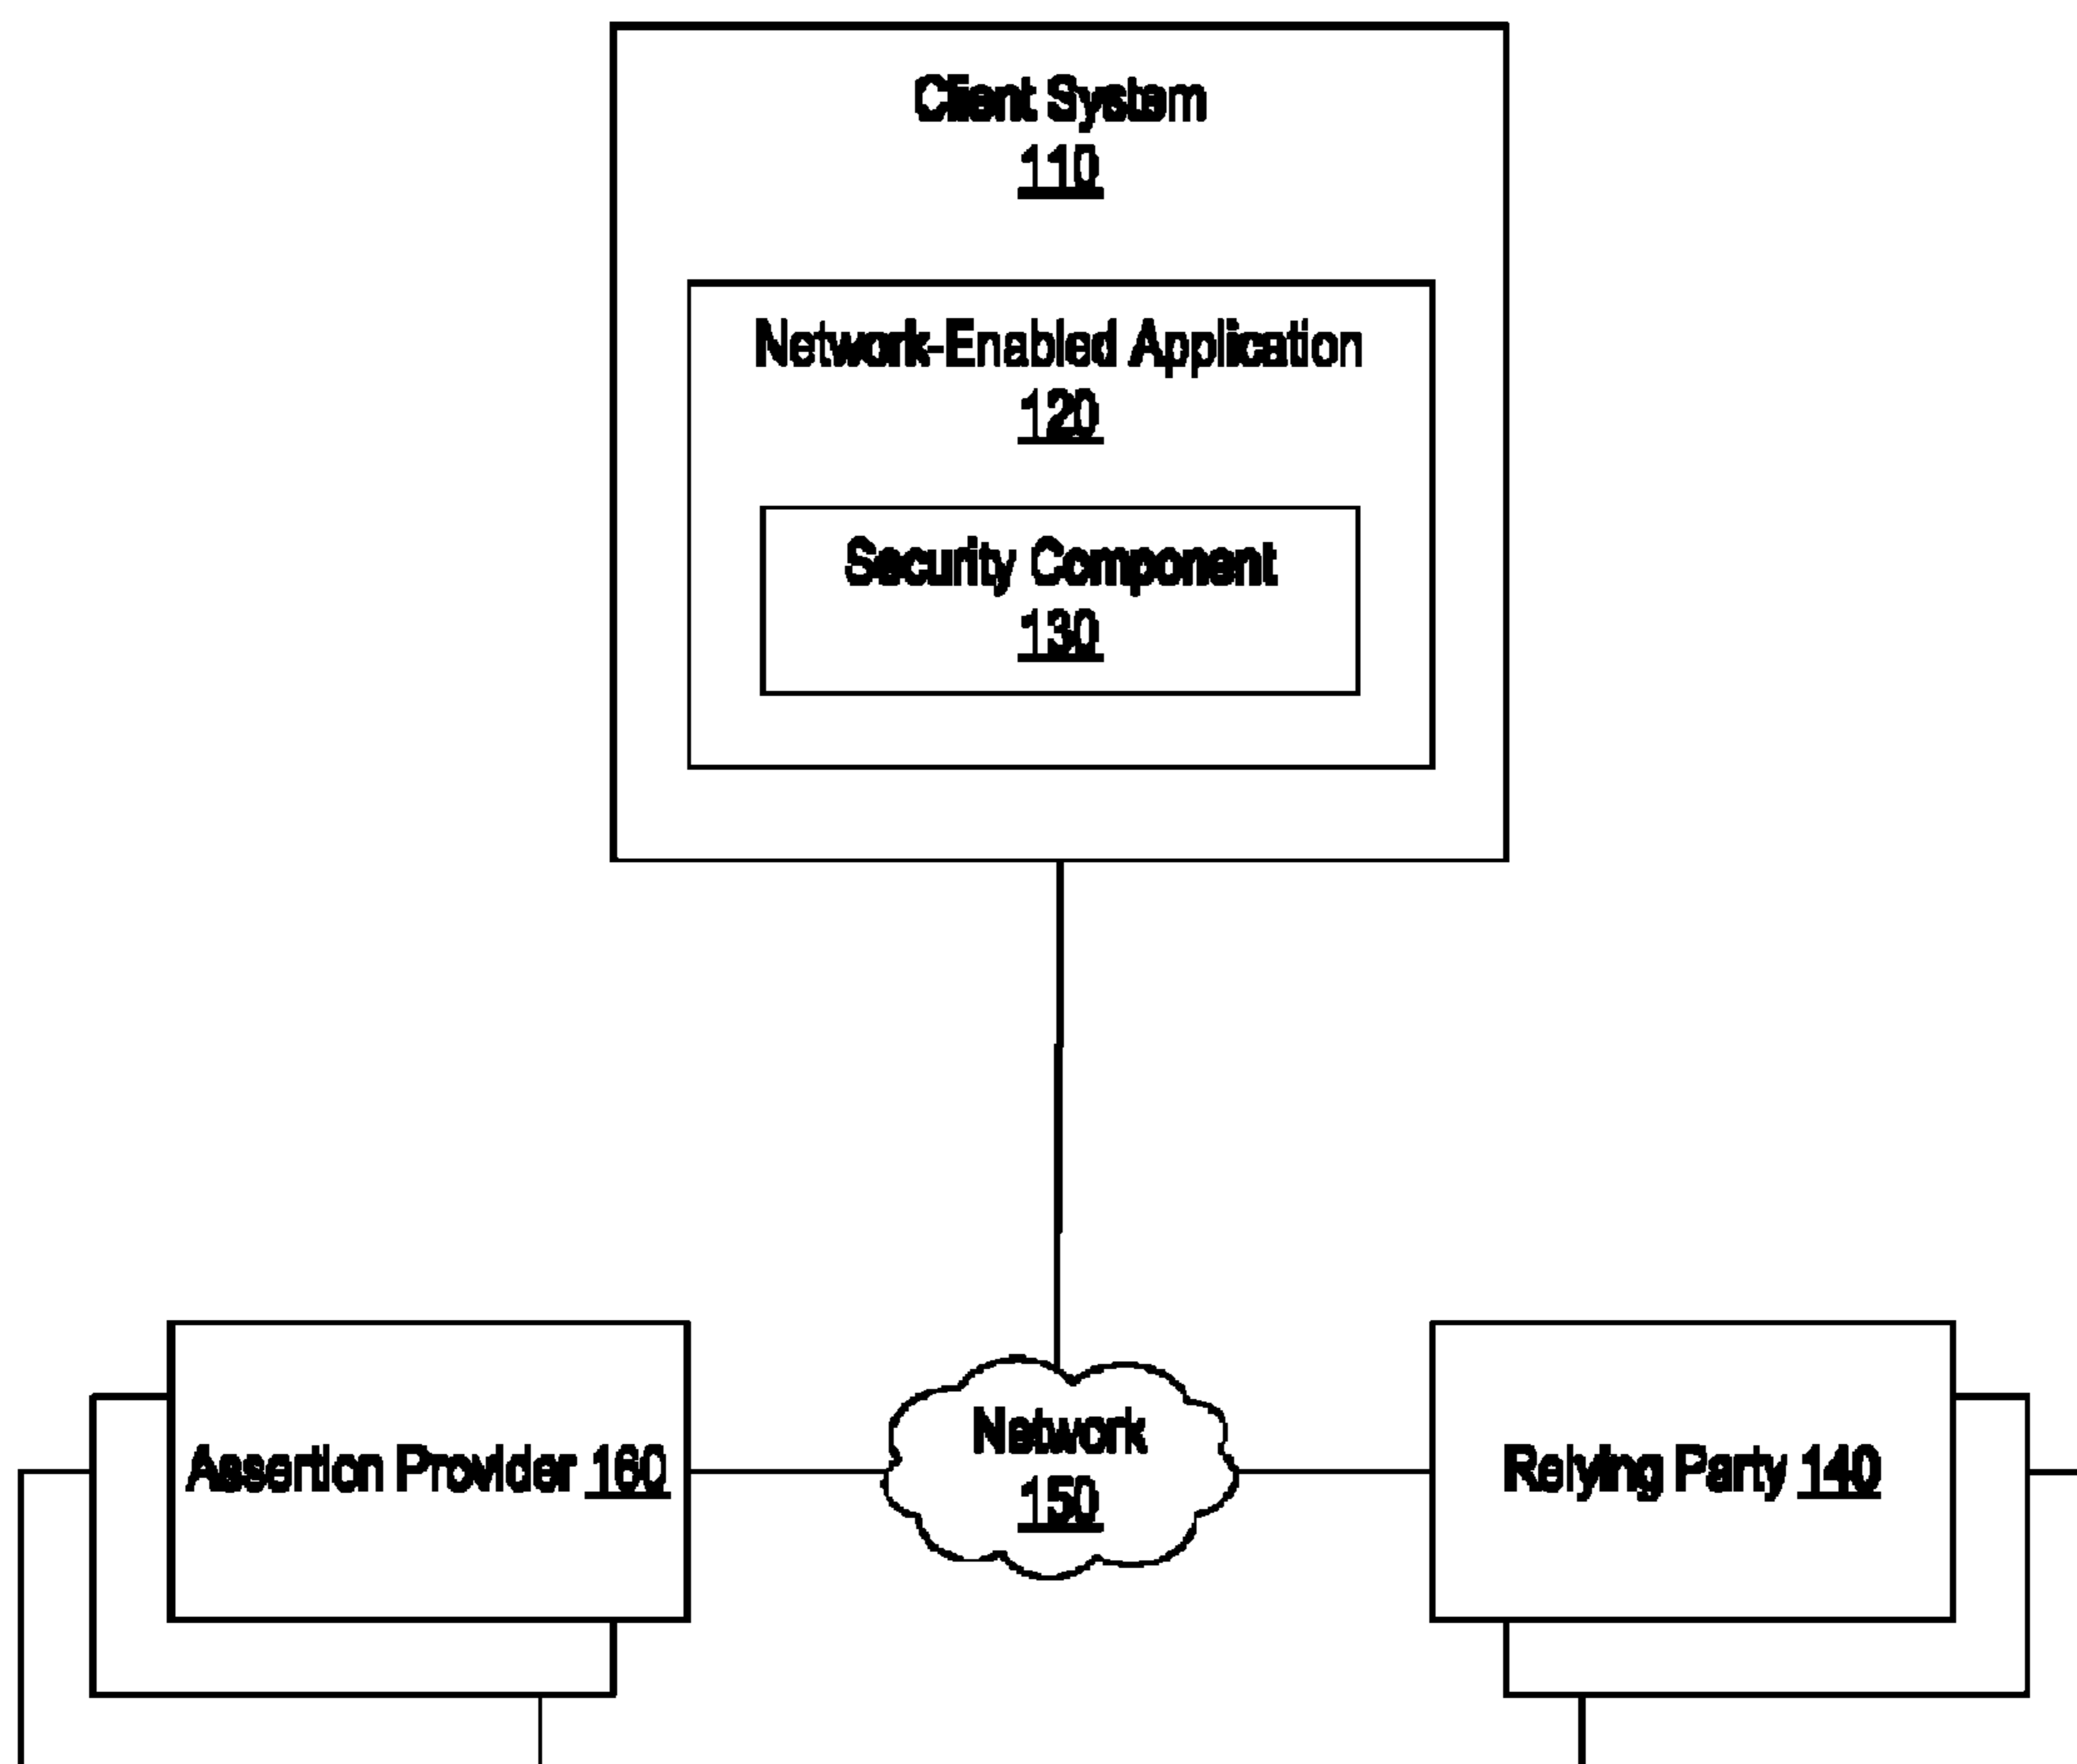 Client System
110
Network-Enabled Application
120
Security Component
130
Assertion Provider 160
Network
150
Relying Party 140